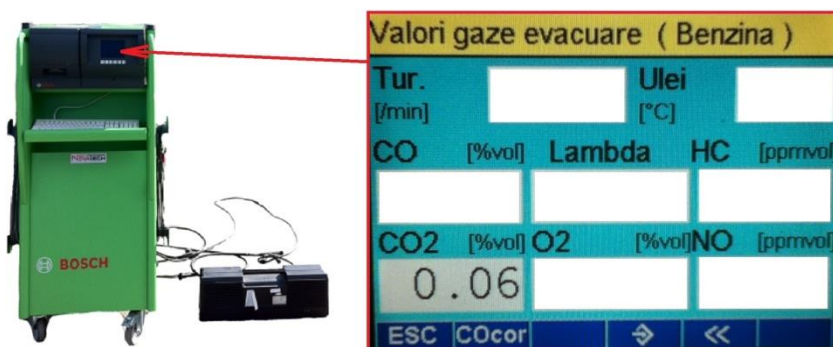 Valori gaze evacuare ( Benzina )
Tur. Ulei
[/min] [°C]
CO [%vol] Lambda HC [ppmvol]
CO2 [%vol] O2 [%vol] NO [ppmvol]
0.06
ESC COcor <<
BOSCH